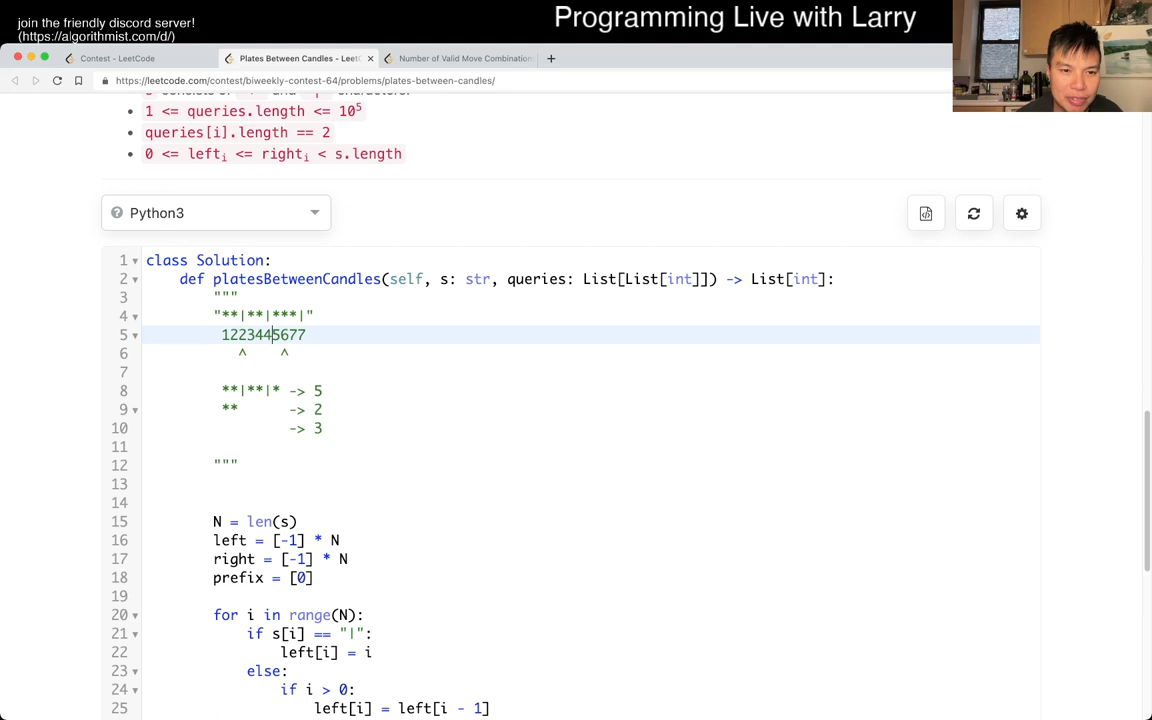 join the friendly discord server!
(https://algorithmist.com/d/)
Programming Live with Larry
Contest - LeetCode
Plates Between Candles - Leet
Number of Valid Move Combination
https://leetcode.com/contest/biweekly-contest-64/problems/plates-between-candles/
1 <= queries.length <= 10^5
queries[i].length == 2
0 <= left_i <= right_i < s.length
Python3
1 class Solution:
2 def platesBetweenCandles(self, s: str, queries: List[List[int]]) -> List[int]:
3 """
4 "**|**|***|"
5 1223445677
6 ^ ^
7
8 **|**|* -> 5
9 ** -> 2
10 -> 3
11
12 """
13
14
15 N = len(s)
16 left = [-1] * N
17 right = [-1] * N
18 prefix = [0]
19
20 for i in range(N):
21 if s[i] == "|":
22 left[i] = i
23 else:
24 if i > 0:
25 left[i] = left[i - 1]